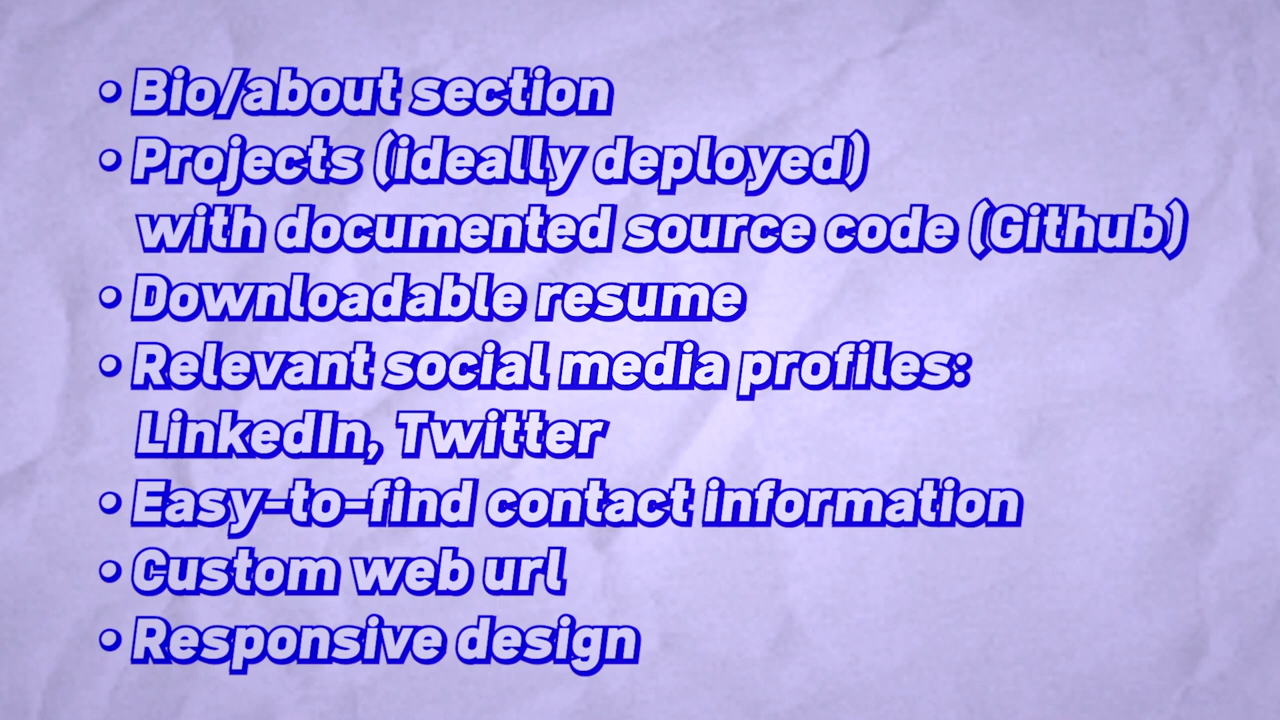 • Bio/about section
• Projects (ideally deployed)
with documented source code (Github)
• Downloadable resume
• Relevant social media profiles:
LinkedIn, Twitter
• Easy-to-find contact information
• Custom web url
• Responsive design